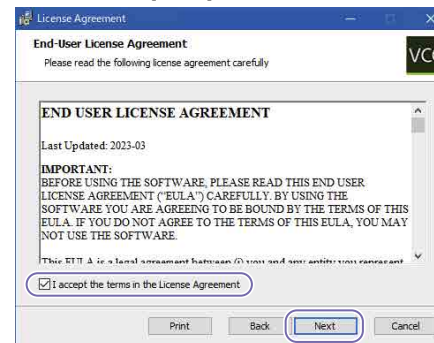 License Agreement
End-User License Agreement
Please read the following license agreement carefully
VC
END USER LICENSE AGREEMENT
Last Updated: 2023-03
IMPORTANT:
BEFORE USING THE SOFTWARE, PLEASE READ THIS END USER
LICENSE AGREEMENT ("EULA") CAREFULLY. BY USING THE
SOFTWARE YOU ARE AGREEING TO BE BOUND BY THE TERMS OF THIS
EULA. IF YOU DO NOT AGREE TO THE TERMS OF THIS EULA, YOU MAY
NOT USE THE SOFTWARE.
This EULA is a legal agreement between (i) you and any entity you represent
I accept the terms in the License Agreement
Print Back Next Cancel